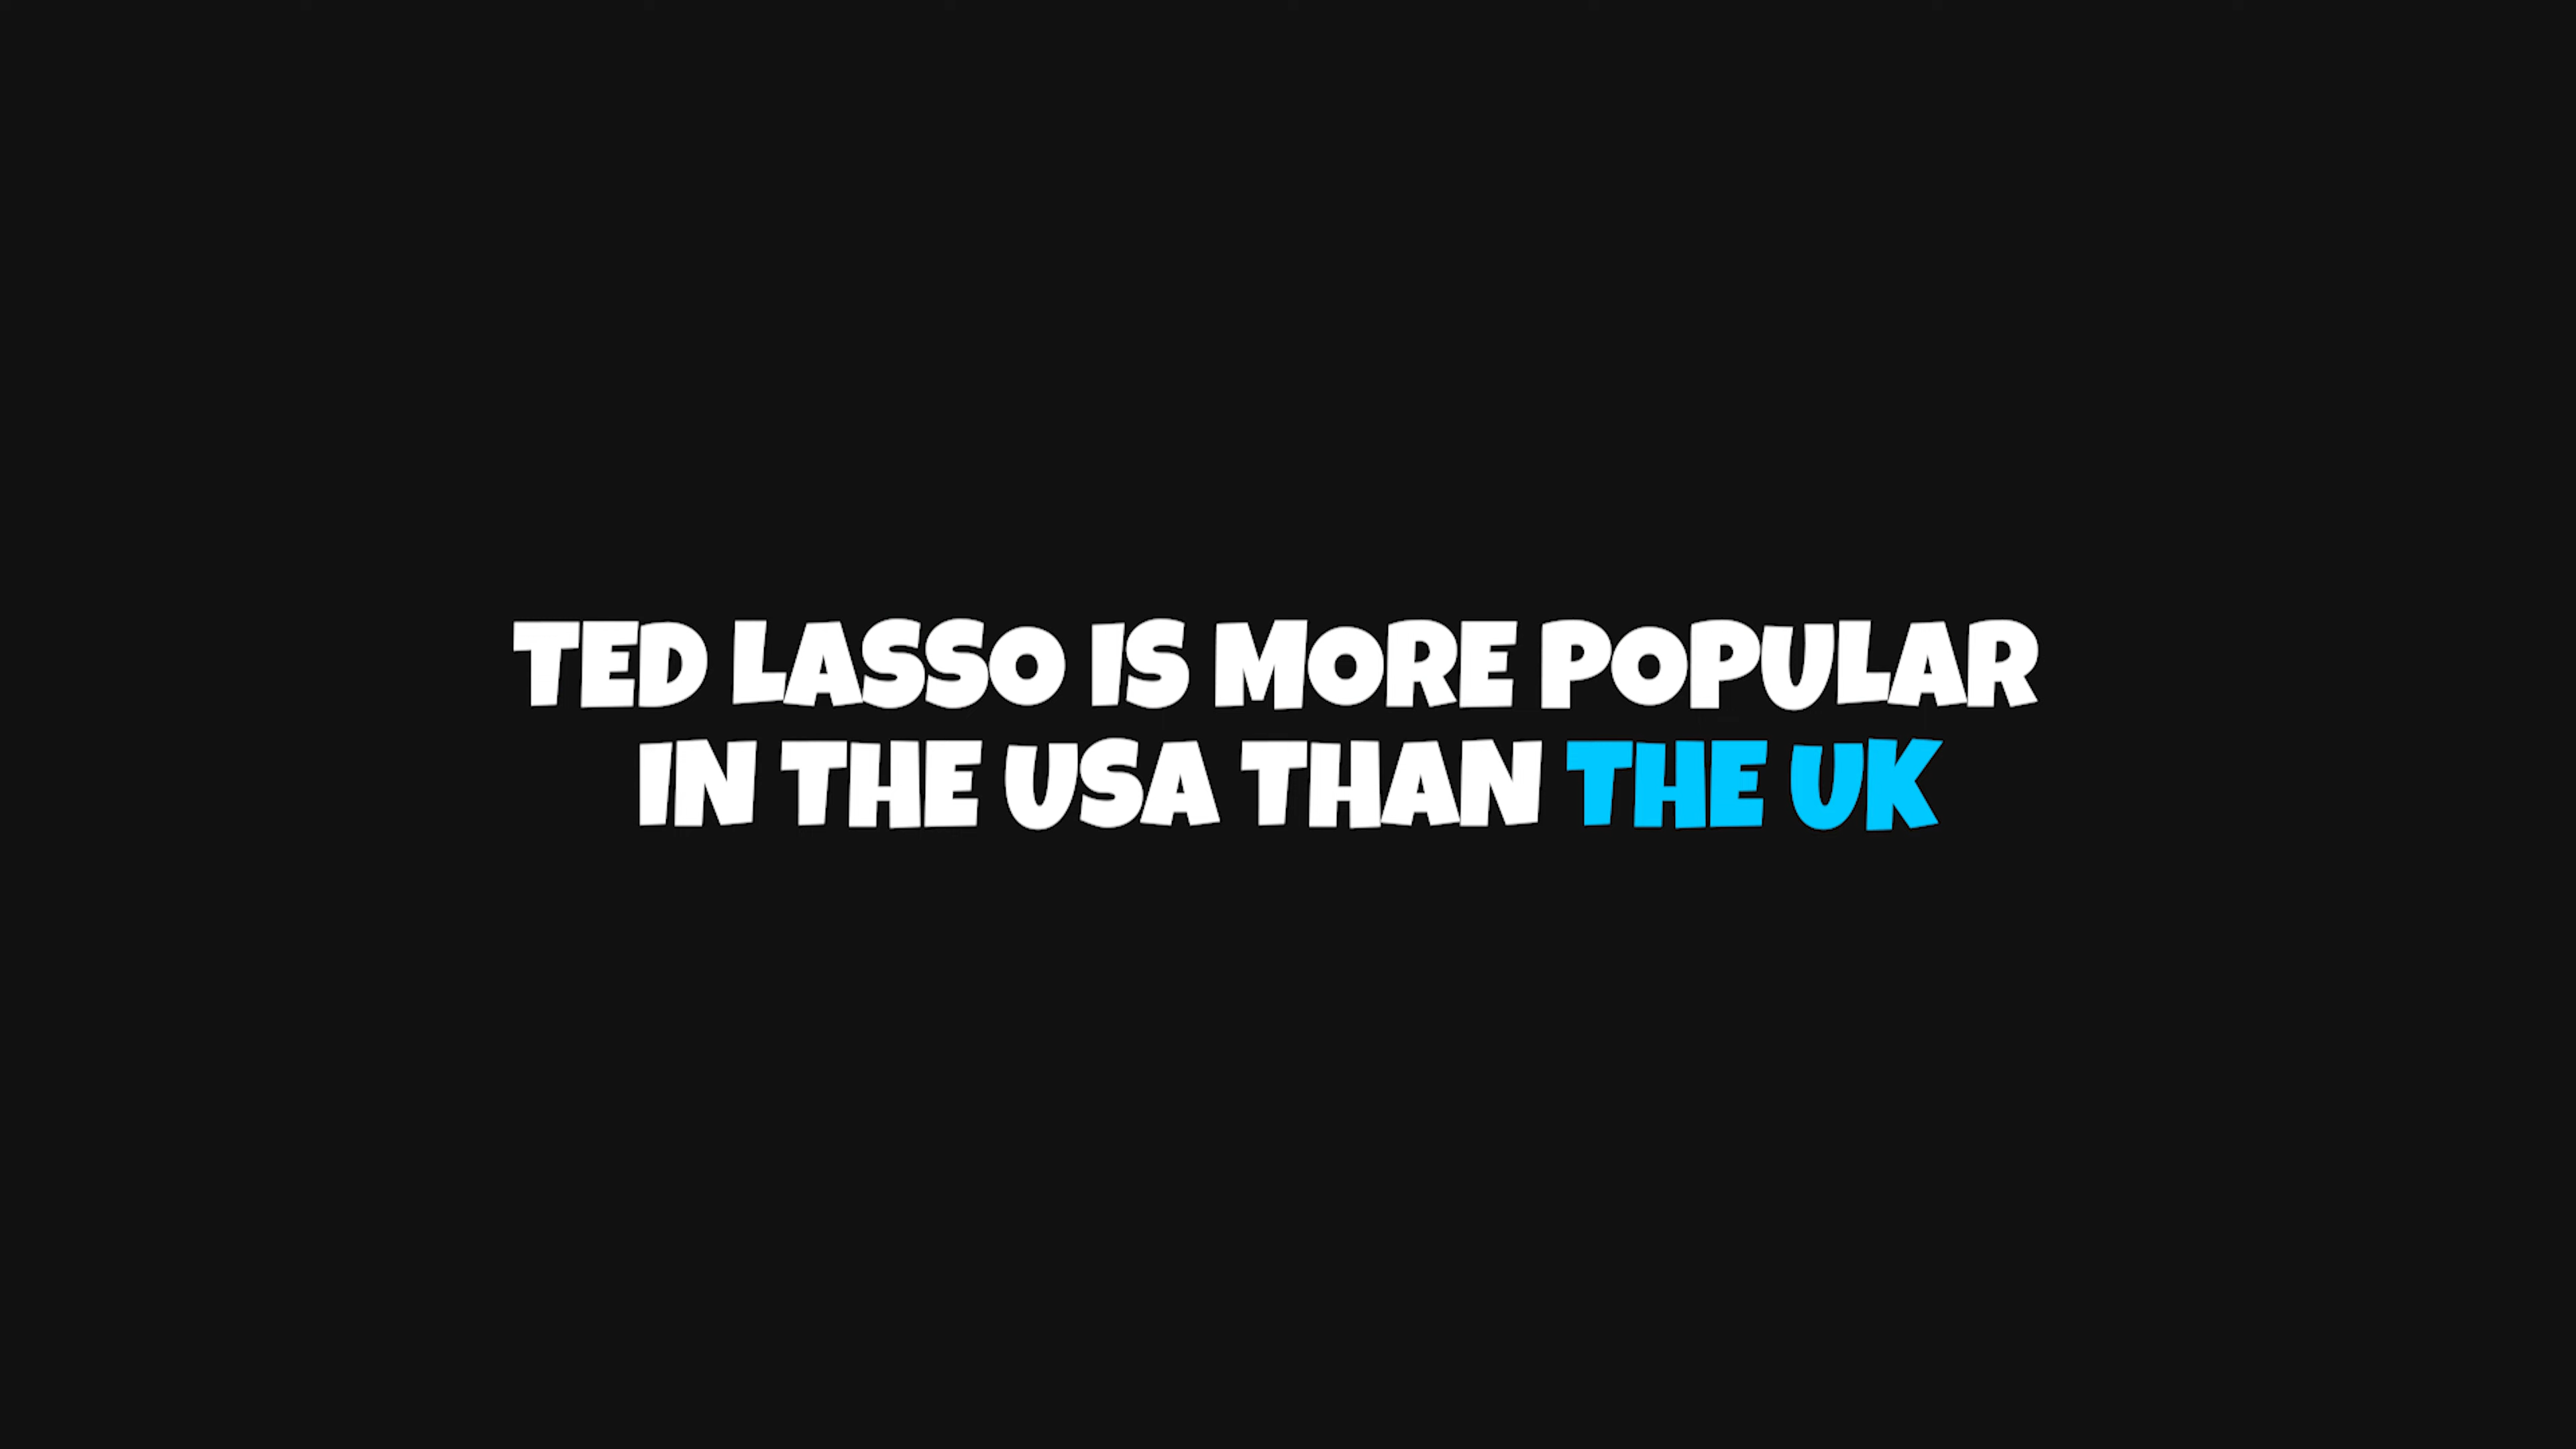 TED LASSO IS MORE POPULAR
IN THE USA THAN THE UK